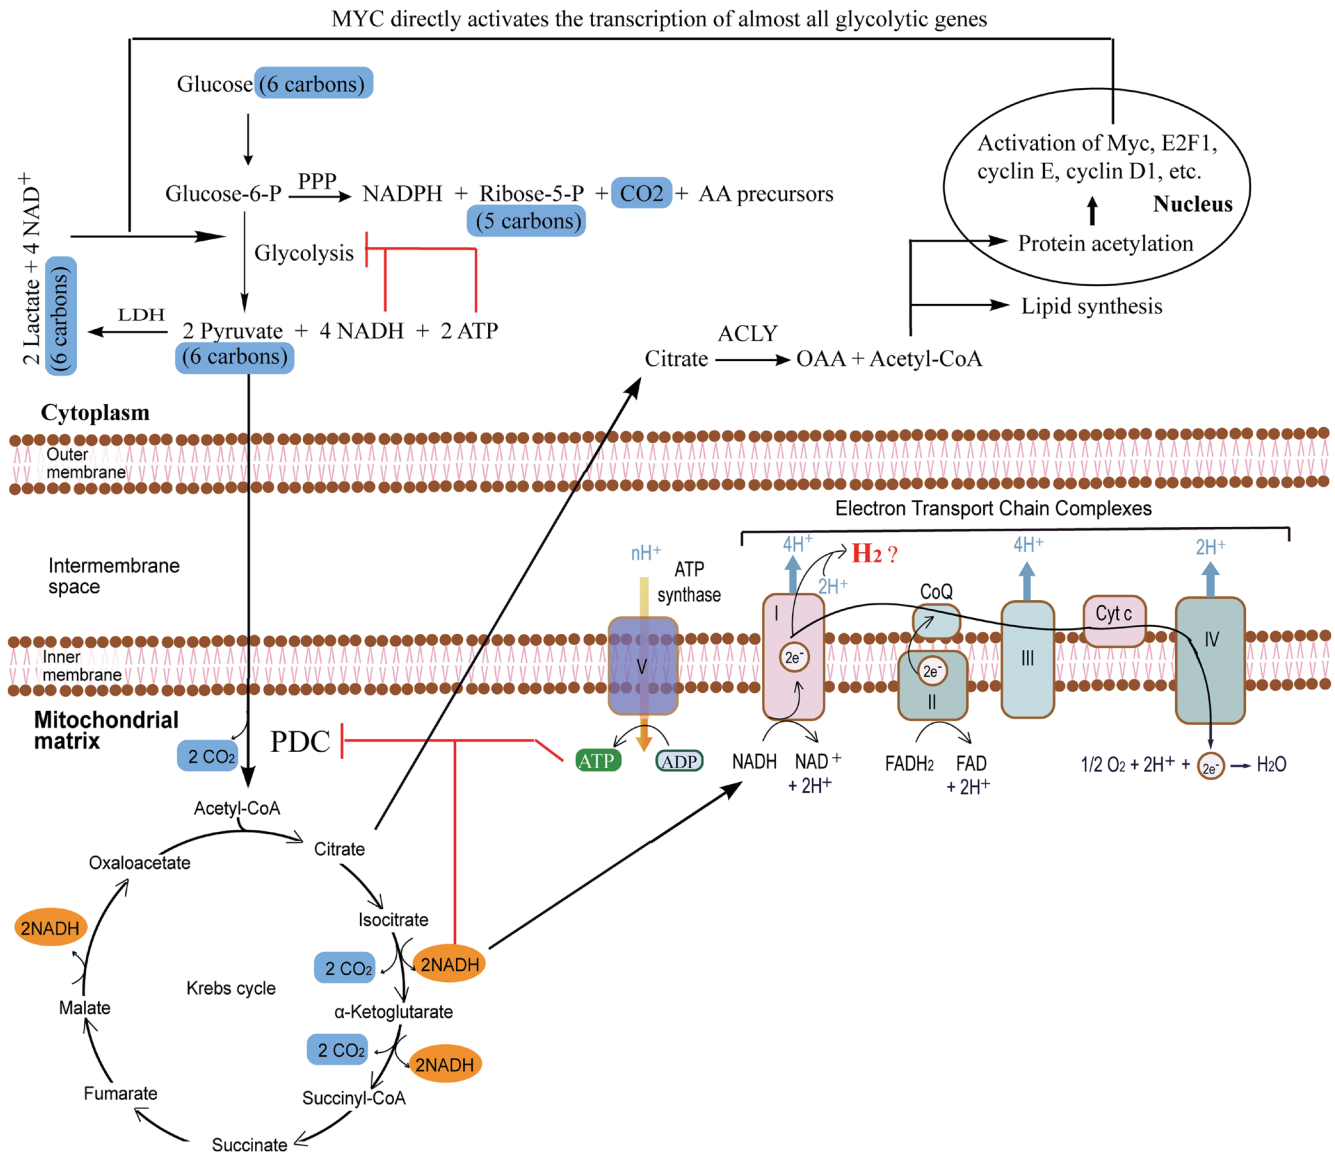 MYC directly activates the transcription of almost all glycolytic genes
Glucose (6 carbons)
Activation of Myc, E2F1,
cyclin E, cyclin D1, etc.
Nucleus
Protein acetylation
Lipid synthesis
Glucose-6-P PPP NADPH + Ribose-5-P + CO2 + AA precursors
(5 carbons)
Glycolysis
2 Lactate + 4 NAD+
(6 carbons)
LDH
2 Pyruvate + 4 NADH + 2 ATP
(6 carbons)
Citrate ACLY OAA + Acetyl-CoA
Cytoplasm
Outer
membrane
Electron Transport Chain Complexes
Intermembrane
space
nH+
ATP
synthase
4H+
H2 ?
2H+
4H+
2H+
CoQ
Cyt c
I
2e-
2e-
II
III
IV
V
Inner
membrane
Mitochondrial
matrix
2 CO2
PDC
ATP
ADP
NADH NAD+
+ 2H+
FADH2 FAD
+ 2H+
1/2 O2 + 2H+ + 2e- H2O
Acetyl-CoA
Citrate
Oxaloacetate
Isocitrate
2NADH
2 CO2
2NADH
Krebs cycle
α-Ketoglutarate
Malate
2 CO2
2NADH
Fumarate
Succinyl-CoA
Succinate